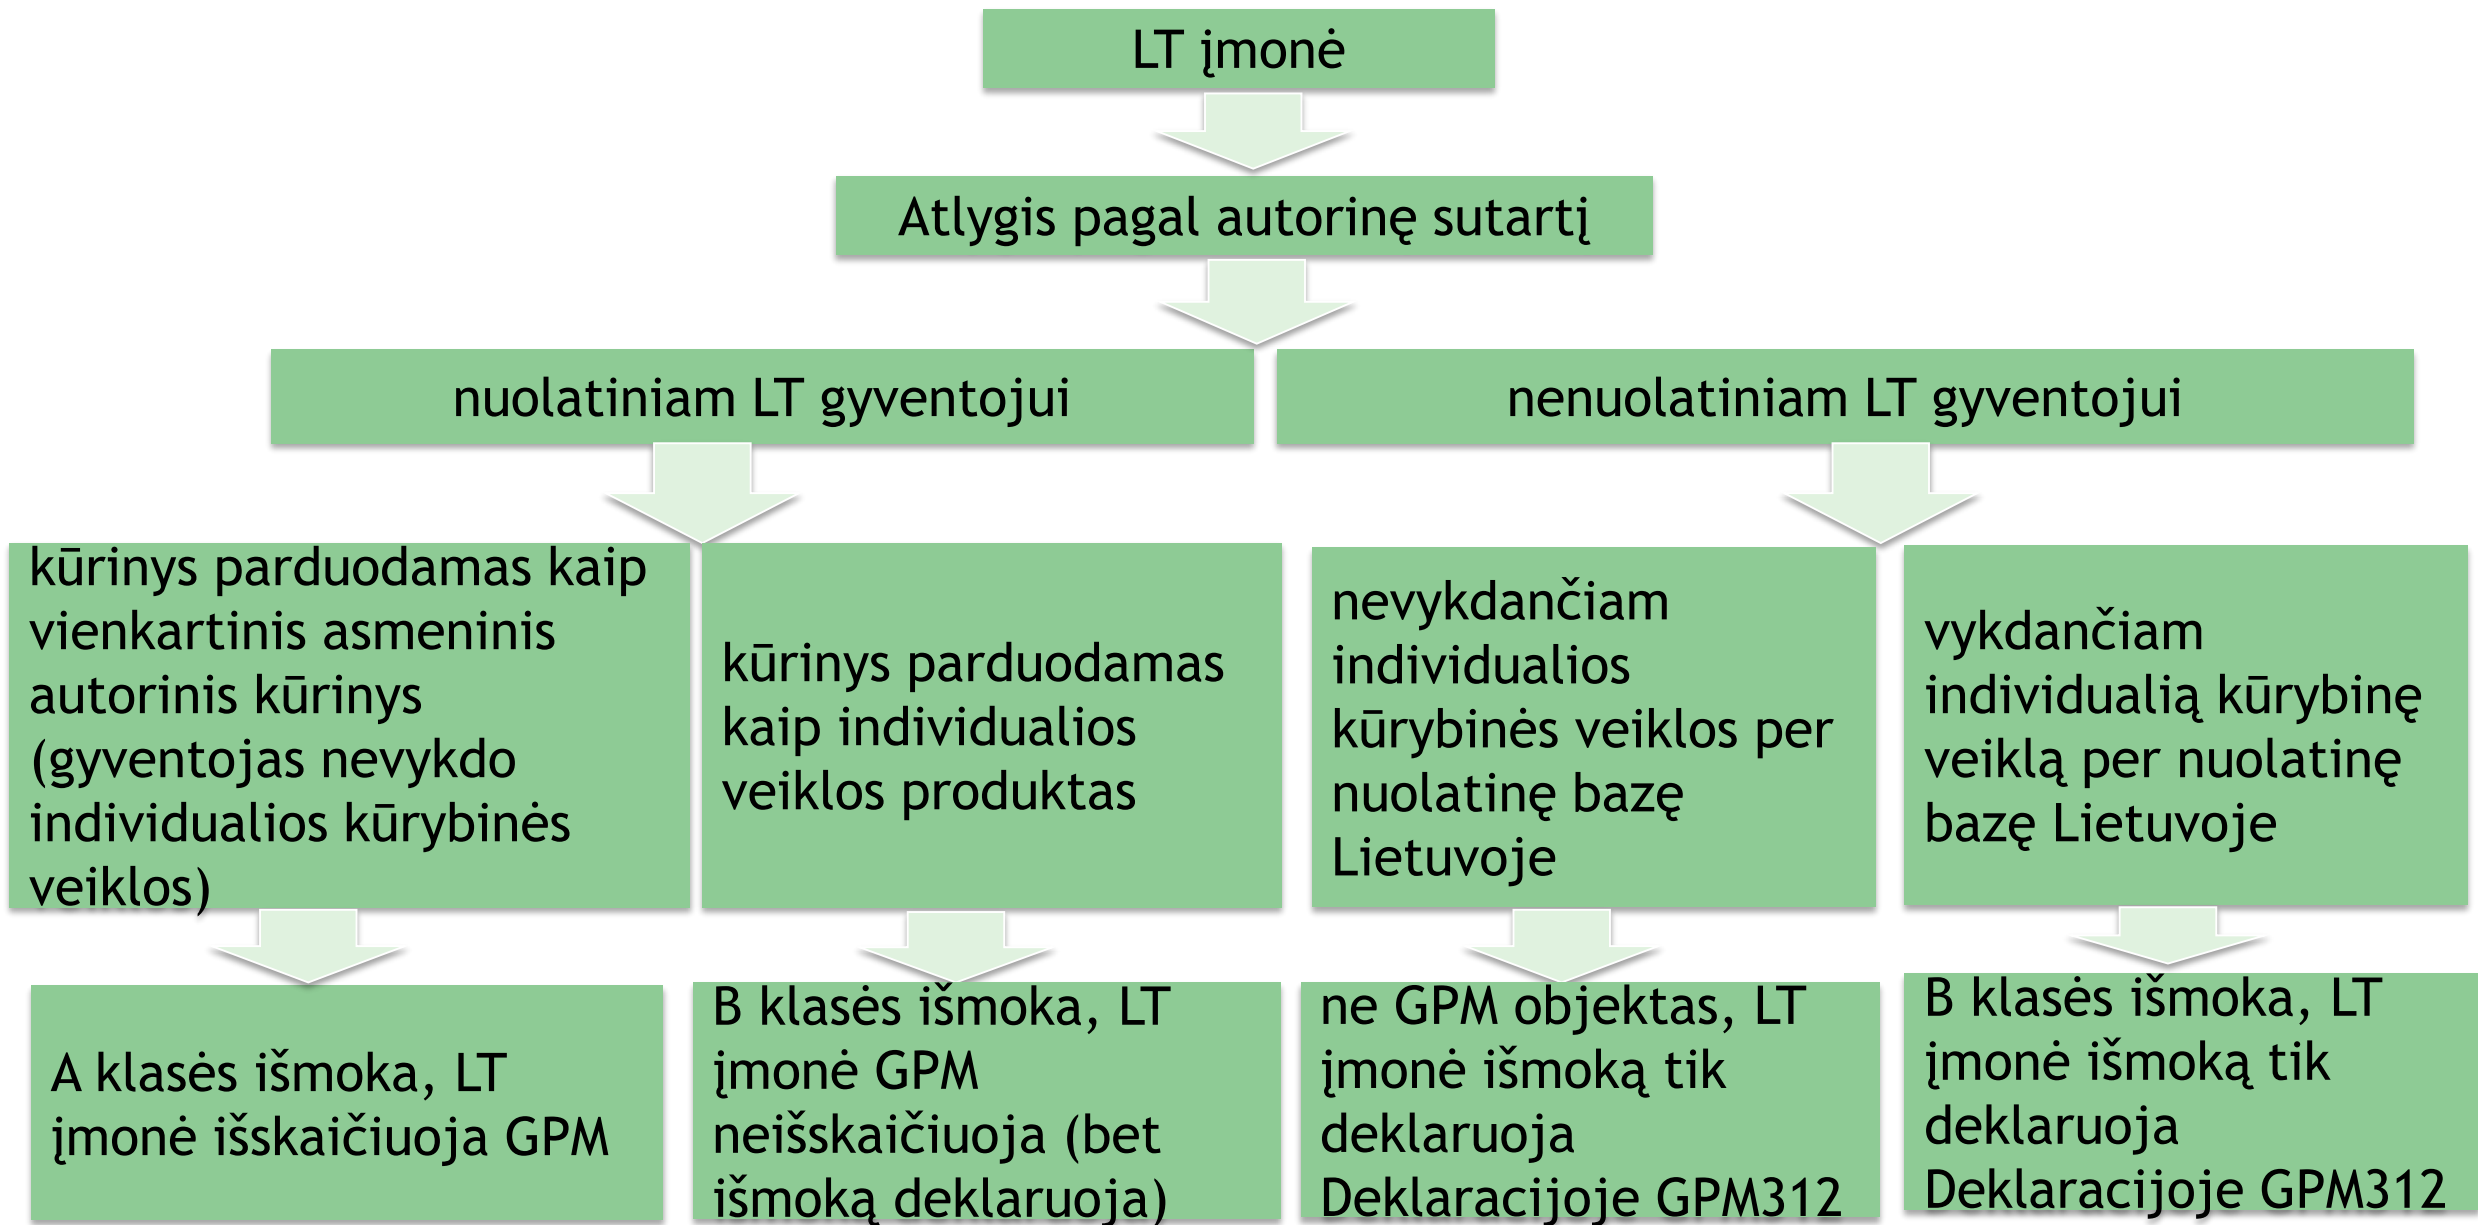 LT įmonė
Atlygis pagal autorinę sutartį
nuolatiniam LT gyventojui
nenuolatiniam LT gyventojui
kūrinys parduodamas kaip
vienkartinis asmeninis
autorinis kūrinys
(gyventojas nevykdo
individualios kūrybinės
veiklos)
kūrinys parduodamas
kaip individualios
veiklos produktas
nevykdančiam
individualios
kūrybinės veiklos per
nuolatinę bazę
Lietuvoje
vykdančiam
individualią kūrybinę
veiklą per nuolatinę
bazę Lietuvoje
A klasės išmoka, LT
įmonė išskaičiuoja GPM
B klasės išmoka, LT
įmonė GPM
neišskaičiuoja (bet
išmoką deklaruoja)
ne GPM objektas, LT
įmonė išmoką tik
deklaruoja
Deklaracijoje GPM312
B klasės išmoka, LT
įmonė išmoką tik
deklaruoja
Deklaracijoje GPM312